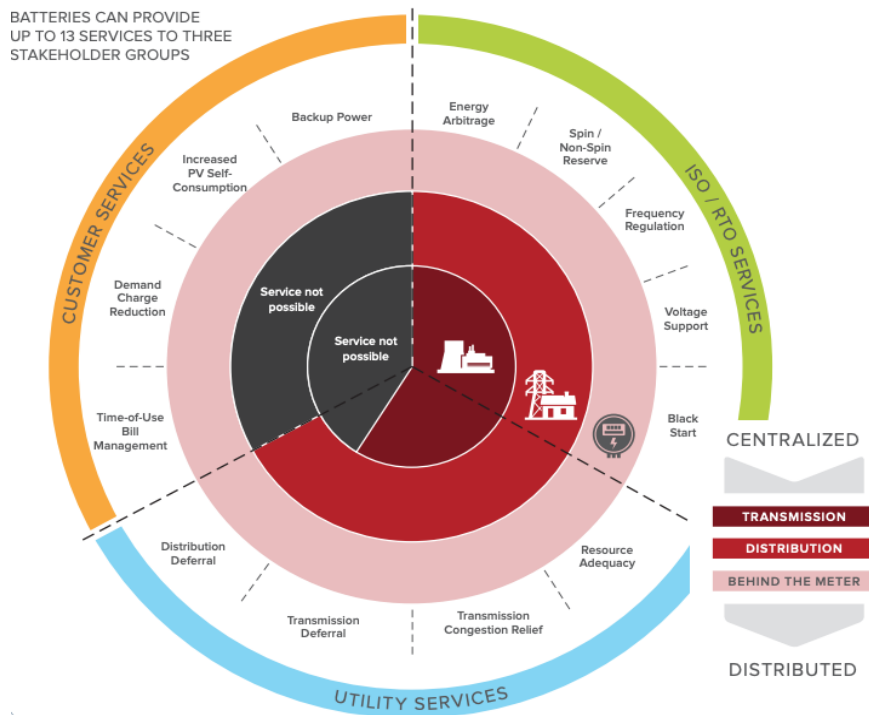 BATTERIES CAN PROVIDE
UP TO 13 SERVICES TO THREE
STAKEHOLDER GROUPS
CUSTOMER SERVICES
ISO / RTO SERVICES
UTILITY SERVICES
Backup Power
Energy
Arbitrage
Spin /
Non-Spin
Reserve
Increased
PV Self-
Consumption
Frequency
Regulation
Demand
Charge
Reduction
Service not
possible
Service not
possible
Voltage
Support
Time-of-Use
Bill
Management
Black
Start
Distribution
Deferral
Resource
Adequacy
Transmission
Deferral
Transmission
Congestion Relief
CENTRALIZED
TRANSMISSION
DISTRIBUTION
BEHIND THE METER
DISTRIBUTED